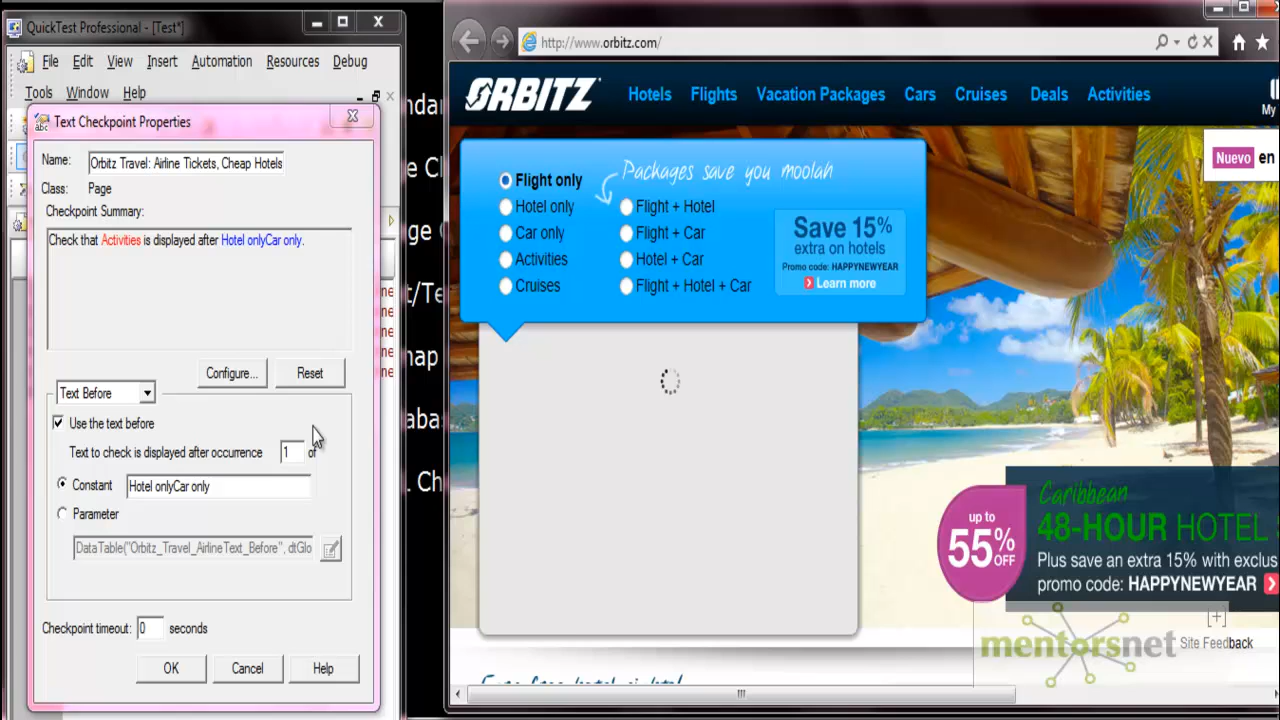 QuickTest Professional - [Test*]
File Edit View Insert Automation Resources Debug
Tools Window Help
Text Checkpoint Properties
Name: Orbitz Travel: Airline Tickets, Cheap Hotels
Class: Page
Checkpoint Summary:
Check that Activities is displayed after Hotel onlyCar only.
Configure... Reset
Text Before
Use the text before
Text to check is displayed after occurrence 1 of
Constant Hotel onlyCar only
Parameter
DataTable("Orbitz_Travel_AirlineText_Before", dtGlo
Checkpoint timeout: 0 seconds
OK Cancel Help
http://www.orbitz.com/
ORBITZ
Hotels Flights Vacation Packages Cars Cruises Deals Activities
My
Nuevo en
Packages save you moolah
Flight only
Hotel only
Car only
Activities
Cruises
Flight + Hotel
Flight + Car
Hotel + Car
Flight + Hotel + Car
Save 15%
extra on hotels
Promo code: HAPPYNEWYEAR
Learn more
up to
55%
OFF
Caribbean
48-HOUR HOTEL
Plus save an extra 15% with exclus
promo code: HAPPYNEWYEAR
[+]
mentorsnet
Site Feedback